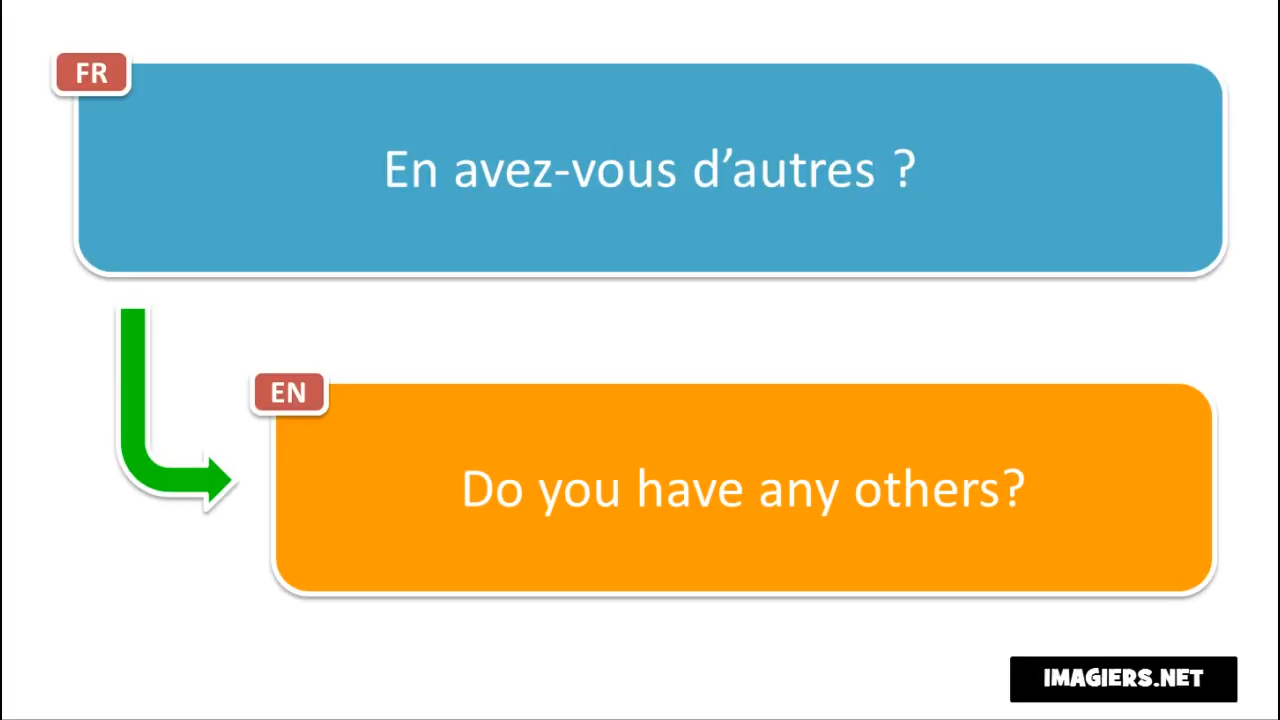 FR
En avez-vous d’autres ?
EN
Do you have any others?
IMAGIERS.NET